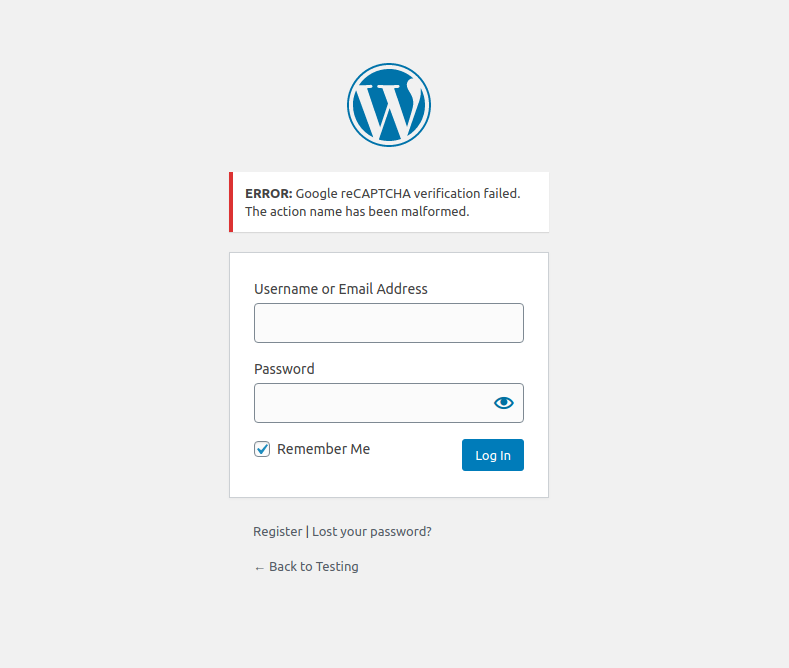 ERROR: Google reCAPTCHA verification failed.
The action name has been malformed.
Username or Email Address
Password
Remember Me
Log In
Register | Lost your password?
← Back to Testing